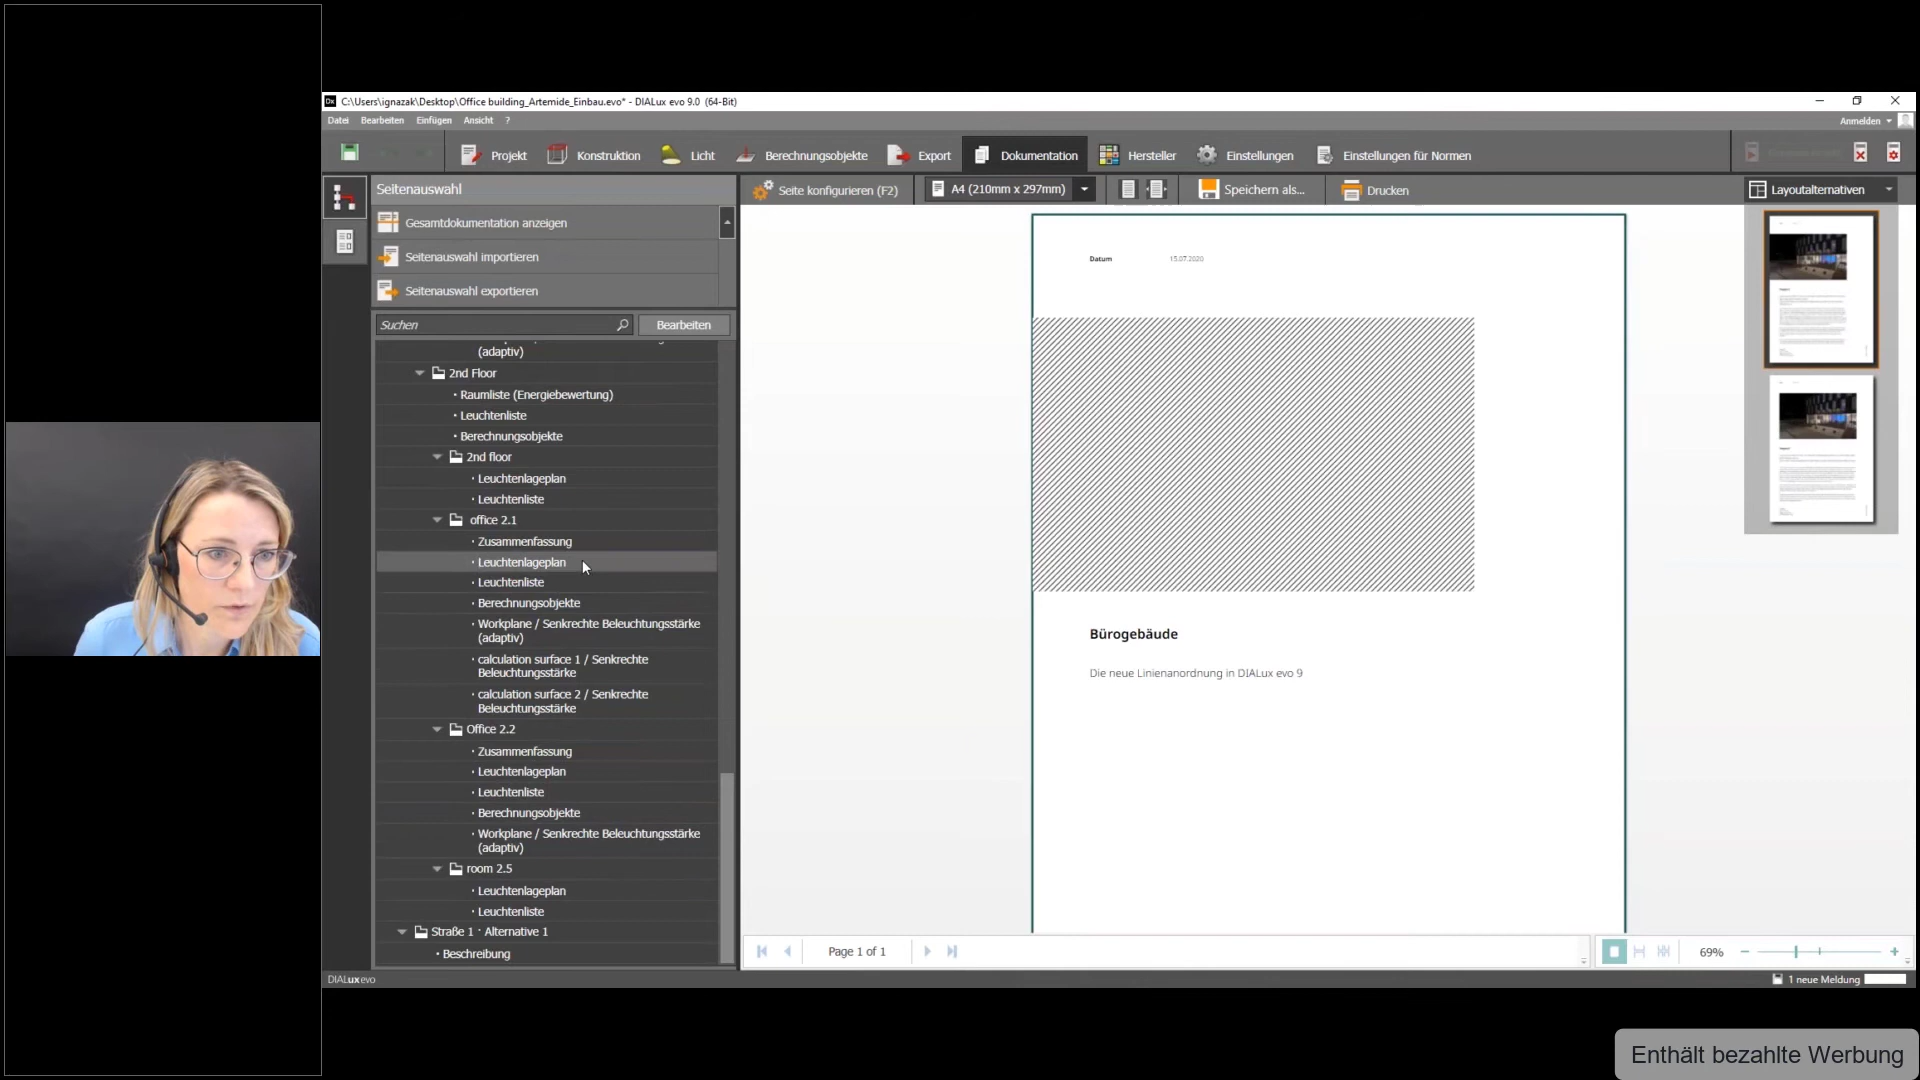 C:\Users\ignazak\Desktop\Office building_Artemide_Einbau.evo* - DIALux evo 9.0 (64-Bit)
Datei Bearbeiten Einfügen Ansicht ?
Anmelden
Projekt Konstruktion Licht Berechnungsobjekte Export Dokumentation Hersteller Einstellungen Einstellungen für Normen
Seitenauswahl
Seite konfigurieren (F2) A4 (210mm x 297mm) Speichern als... Drucken
Layoutalternativen
Gesamtdokumentation anzeigen
Seitenauswahl importieren
Seitenauswahl exportieren
Suchen Bearbeiten
(adaptiv)
2nd Floor
Raumliste (Energiebewertung)
Leuchtenliste
Berechnungsobjekte
2nd floor
Leuchtenlageplan
Leuchtenliste
office 2.1
Zusammenfassung
Leuchtenlageplan
Leuchtenliste
Berechnungsobjekte
Workplane / Senkrechte Beleuchtungsstärke
(adaptiv)
calculation surface 1 / Senkrechte
Beleuchtungsstärke
calculation surface 2 / Senkrechte
Beleuchtungsstärke
Office 2.2
Zusammenfassung
Leuchtenlageplan
Leuchtenliste
Berechnungsobjekte
Workplane / Senkrechte Beleuchtungsstärke
(adaptiv)
room 2.5
Leuchtenlageplan
Leuchtenliste
Straße 1 · Alternative 1
Beschreibung
Datum 15.07.2020
Bürogebäude
Die neue Linienanordnung in DIALux evo 9
Page 1 of 1
69%
DIALux evo
1 neue Meldung
Enthält bezahlte Werbung